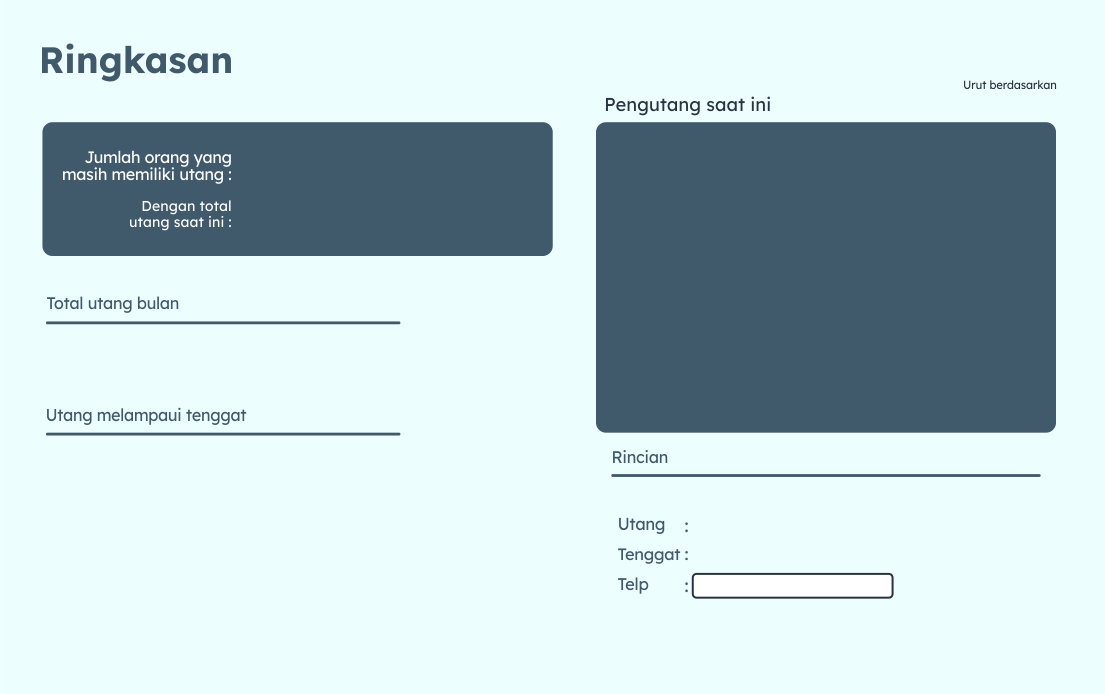 Ringkasan
Jumlah orang yang
masih memiliki utang :
Dengan total
utang saat ini :
Total utang bulan
Utang melampaui tenggat
Urut berdasarkan
Pengutang saat ini
Rincian
Utang :
Tenggat :
Telp :